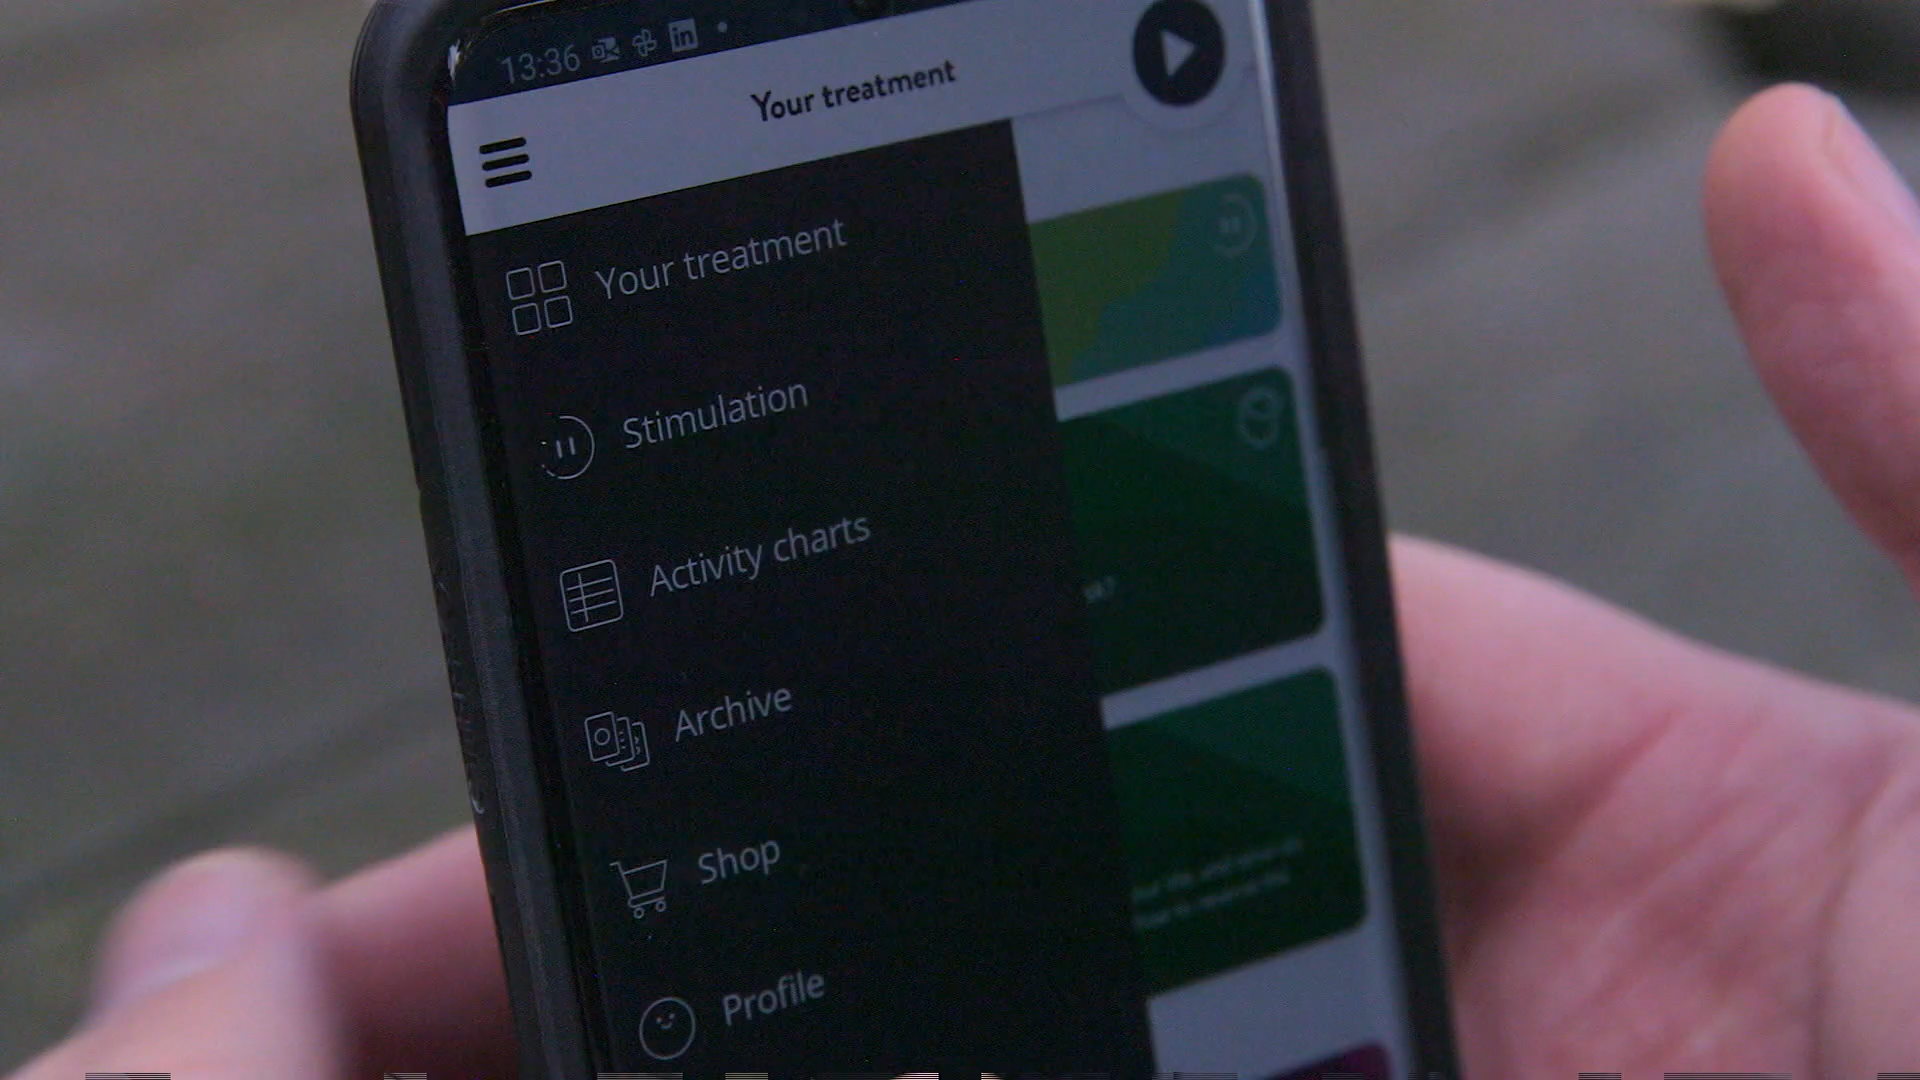 13:36
Your treatment
Your treatment
Stimulation
Activity charts
Archive
Shop
Profile